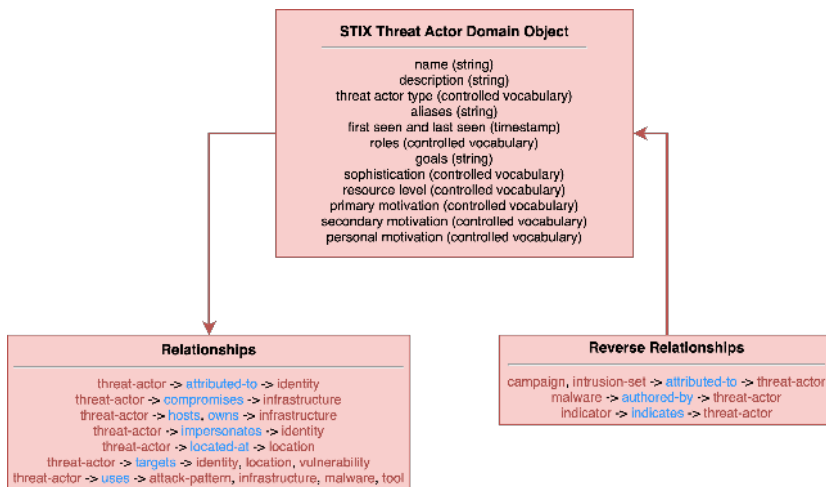 STIX Threat Actor Domain Object
name (string)
description (string)
threat actor type (controlled vocabulary)
aliases (string)
first seen and last seen (timestamp)
roles (controlled vocabulary)
goals (string)
sophistication (controlled vocabulary)
resource level (controlled vocabulary)
primary motivation (controlled vocabulary)
secondary motivation (controlled vocabulary)
personal motivation (controlled vocabulary)
Relationships
threat-actor -> attributed-to -> identity
threat-actor -> compromises -> infrastructure
threat-actor -> hosts, owns -> infrastructure
threat-actor -> impersonates -> identity
threat-actor -> located-at -> location
threat-actor -> targets -> identity, location, vulnerability
threat-actor -> uses -> attack-pattern, infrastructure, malware, tool
Reverse Relationships
campaign, intrusion-set -> attributed-to -> threat-actor
malware -> authored-by -> threat-actor
indicator -> indicates -> threat-actor